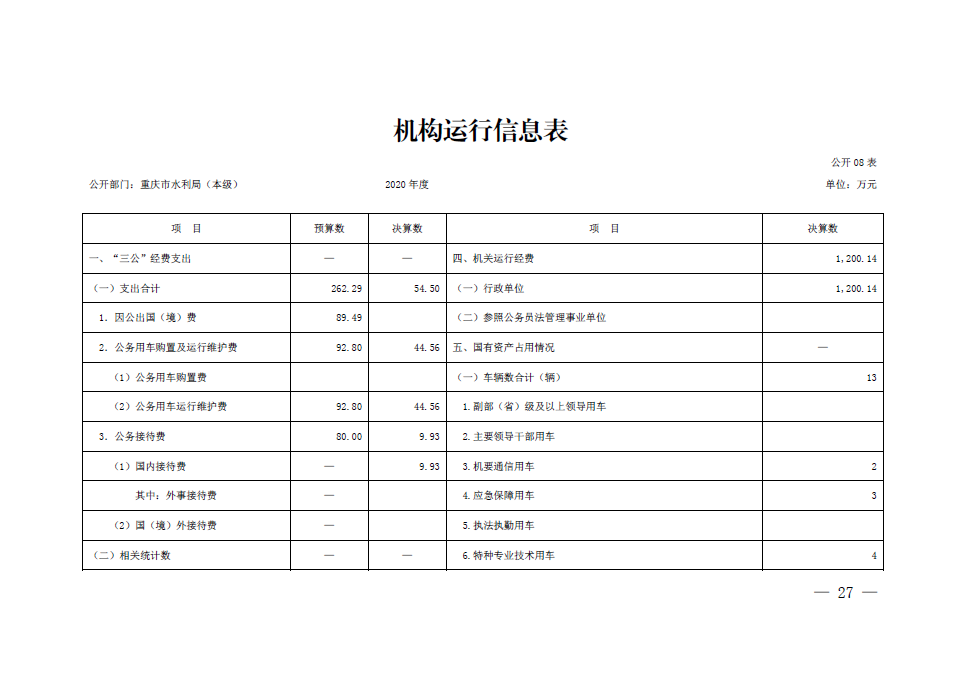 机构运行信息表
公开 08 表
公开部门：重庆市水利局（本级） 2020 年度 单位：万元
项 目 预算数 决算数 项 目 决算数
一、“三公”经费支出 — — 四、机关运行经费 1,200.14
（一）支出合计 262.29 54.50 （一）行政单位 1,200.14
1．因公出国（境）费 89.49 （二）参照公务员法管理事业单位
2．公务用车购置及运行维护费 92.80 44.56 五、国有资产占用情况 —
（1）公务用车购置费 （一）车辆数合计（辆） 13
（2）公务用车运行维护费 92.80 44.56 1.副部（省）级及以上领导用车
3．公务接待费 80.00 9.93 2.主要领导干部用车
（1）国内接待费 — 9.93 3.机要通信用车 2
其中：外事接待费 — 4.应急保障用车 3
（2）国（境）外接待费 — 5.执法执勤用车
（二）相关统计数 — — 6.特种专业技术用车 4
— 27 —